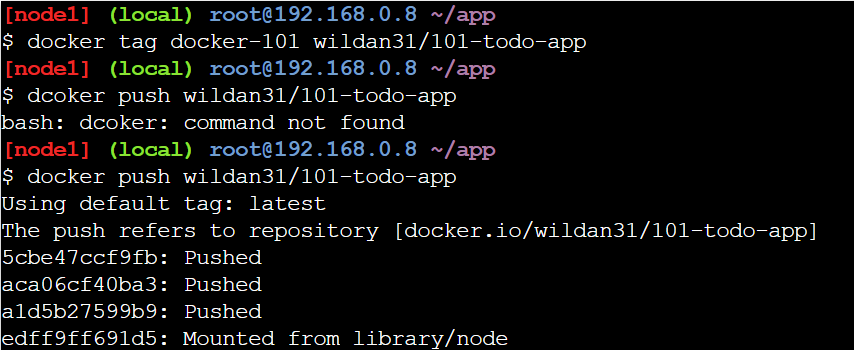 [node1] (local) root@192.168.0.8 ~/app
$ docker tag docker-101 wildan31/101-todo-app
[node1] (local) root@192.168.0.8 ~/app
$ dcoker push wildan31/101-todo-app
bash: dcoker: command not found
[node1] (local) root@192.168.0.8 ~/app
$ docker push wildan31/101-todo-app
Using default tag: latest
The push refers to repository [docker.io/wildan31/101-todo-app]
5cbe47ccf9fb: Pushed
aca06cf40ba3: Pushed
a1d5b27599b9: Pushed
edff9ff691d5: Mounted from library/node